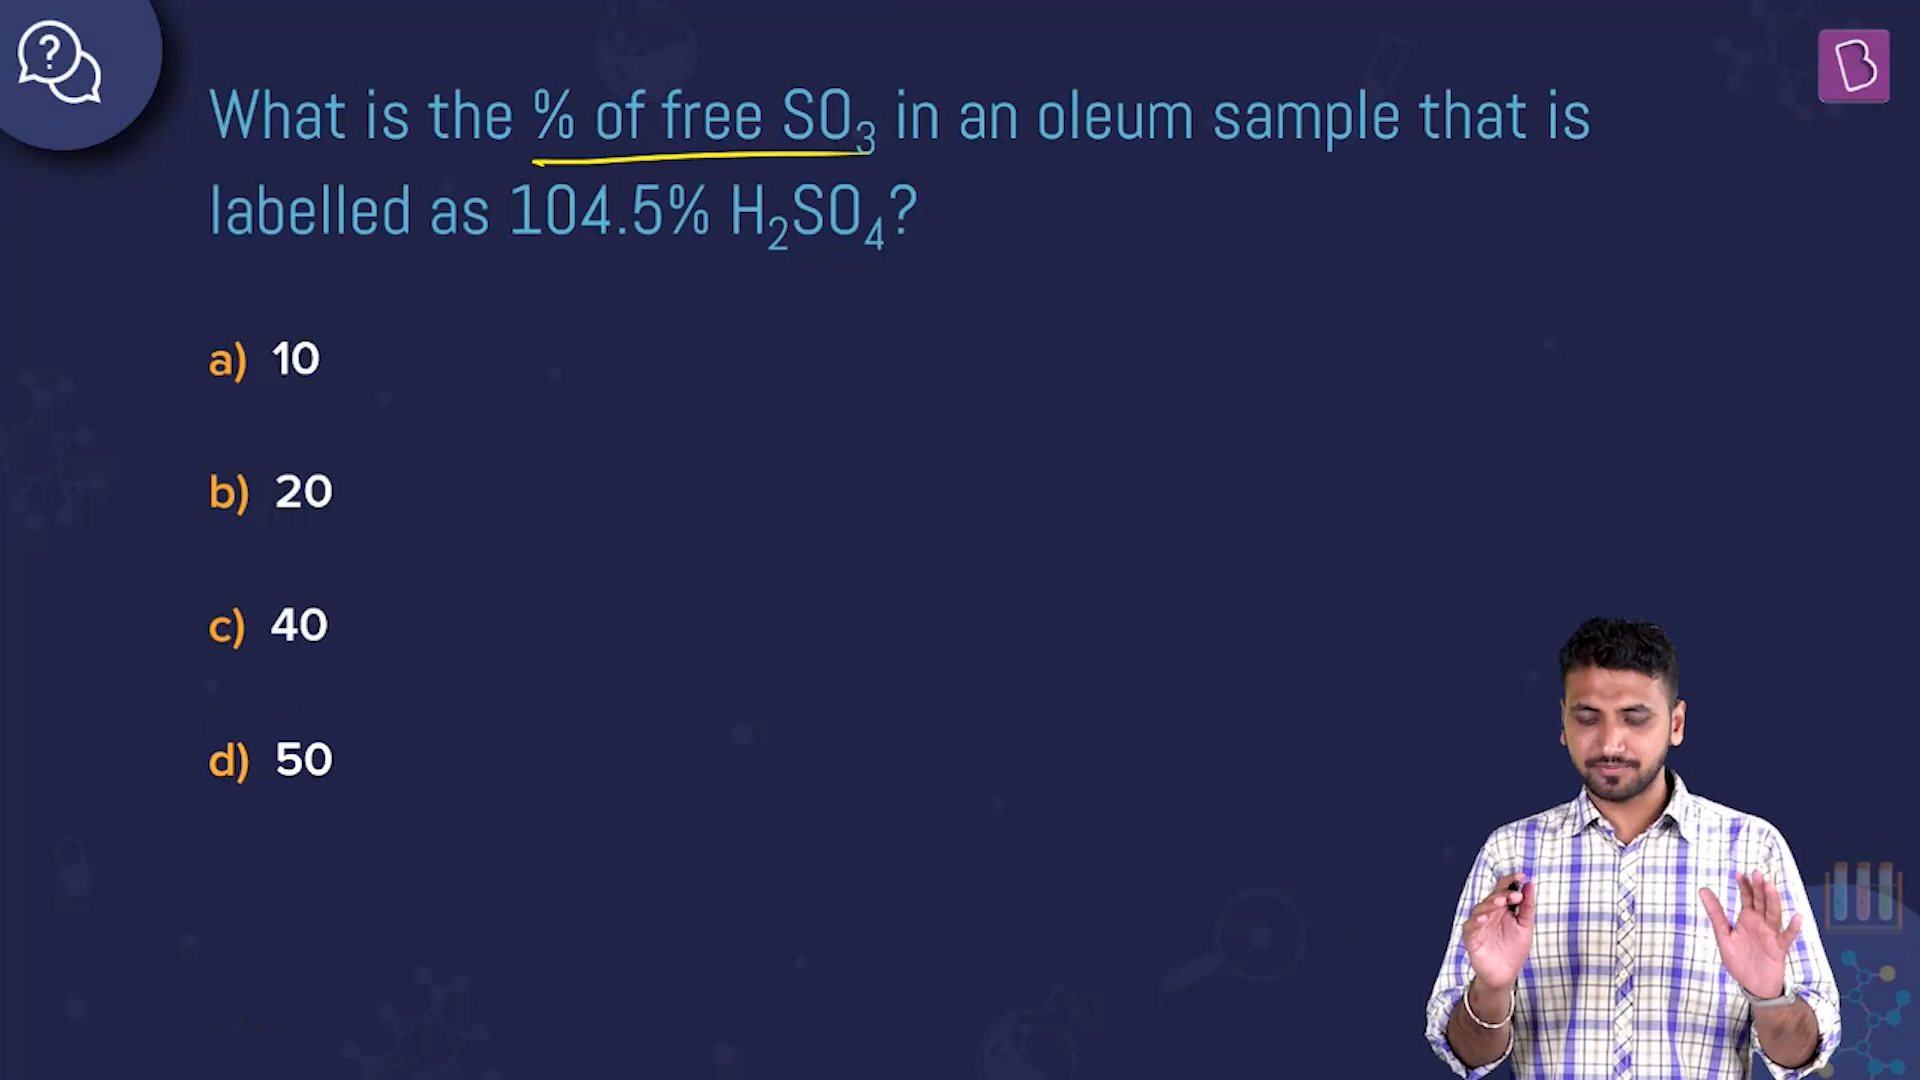 What is the % of free SO₃ in an oleum sample that is
labelled as 104.5% H₂SO₄?
a) 10
b) 20
c) 40
d) 50